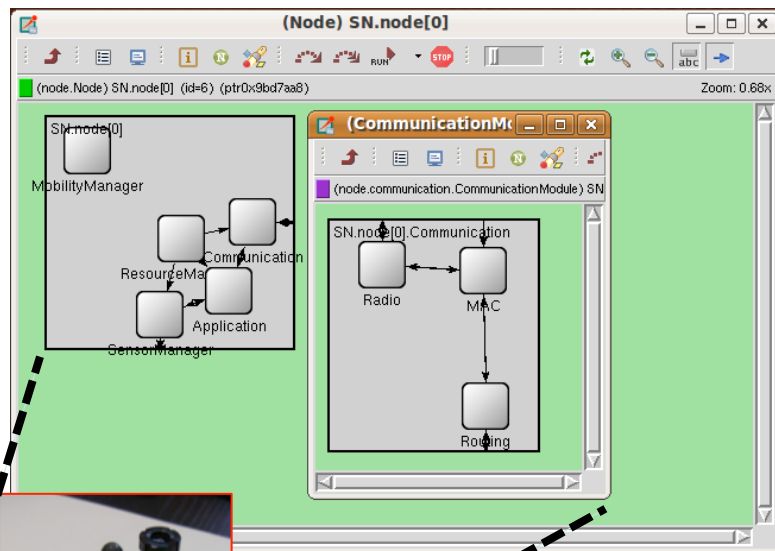 (Node) SN.node[0]
RUN
STOP
abc
(node.Node) SN.node[0] (id=6) (ptr0x9bd7aa8)
Zoom: 0.68x
SN.node[0]
MobilityManager
Communication
ResourceMa
Application
SensorManager
(CommunicationMo
(node.communication.CommunicationModule) SN
SN.node[0].Communication
Radio
MAC
Routing